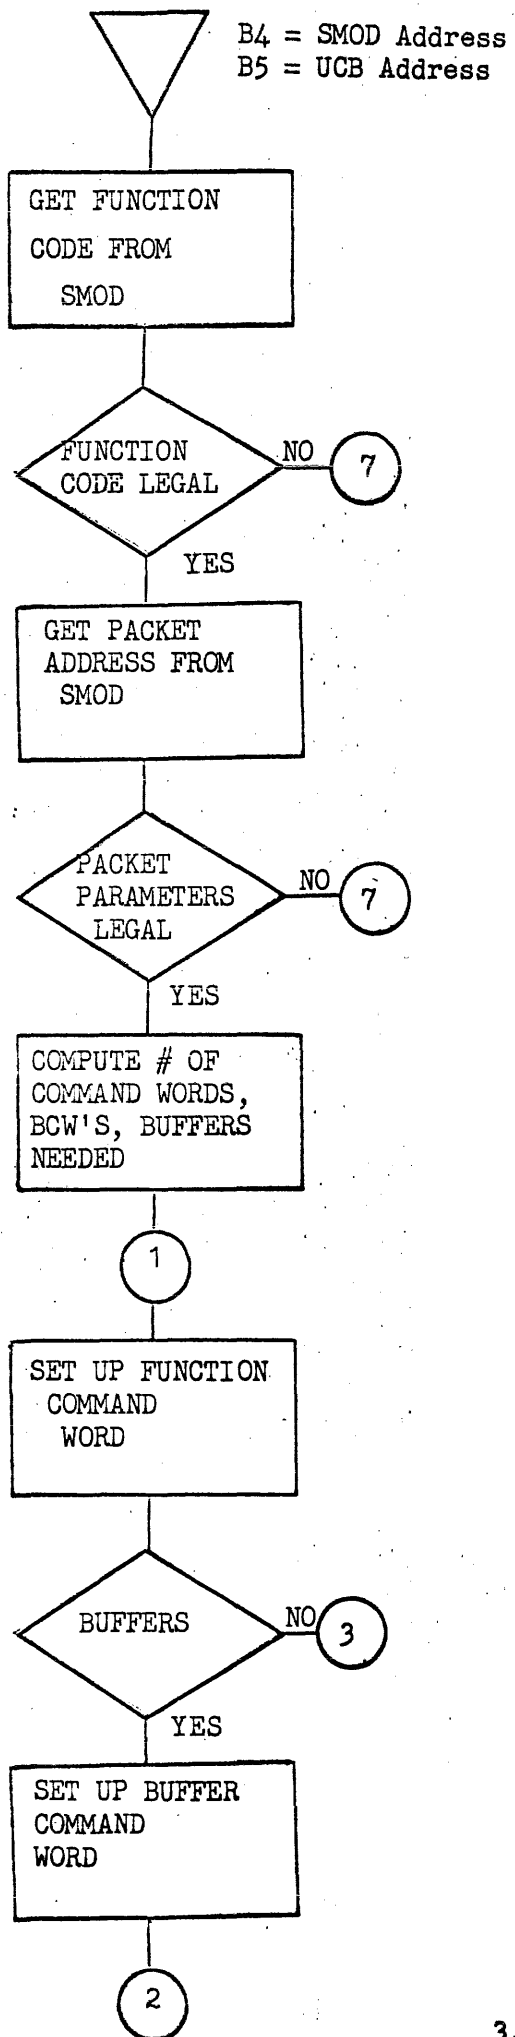 B4 = SMOD Address
B5 = UCB Address
GET FUNCTION
CODE FROM
SMOD
FUNCTION
CODE LEGAL
NO
7
YES
GET PACKET
ADDRESS FROM
SMOD
PACKET
PARAMETERS
LEGAL
NO
7
YES
COMPUTE # OF
COMMAND WORDS,
BCW'S, BUFFERS
NEEDED
1
SET UP FUNCTION
COMMAND
WORD
BUFFERS
NO
3
YES
SET UP BUFFER
COMMAND
WORD
2
3